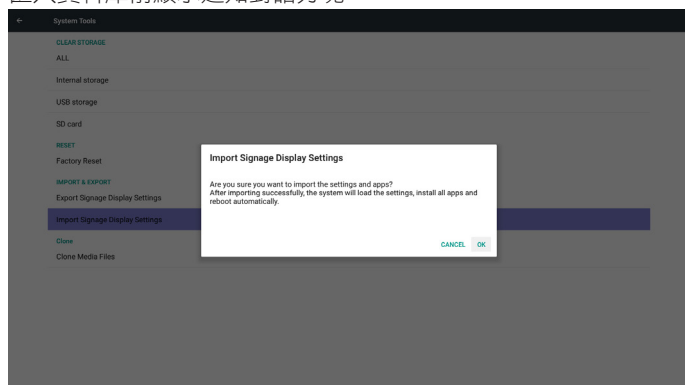 ← System Tools
CLEAR STORAGE
ALL
Internal storage
USB storage
SD card
RESET
Factory Reset
IMPORT & EXPORT
Export Signage Display Settings
Import Signage Display Settings
Clone
Clone Media Files
Import Signage Display Settings
Are you sure you want to import the settings and apps?
After importing successfully, the system will load the settings, install all apps and
reboot automatically.
CANCEL OK